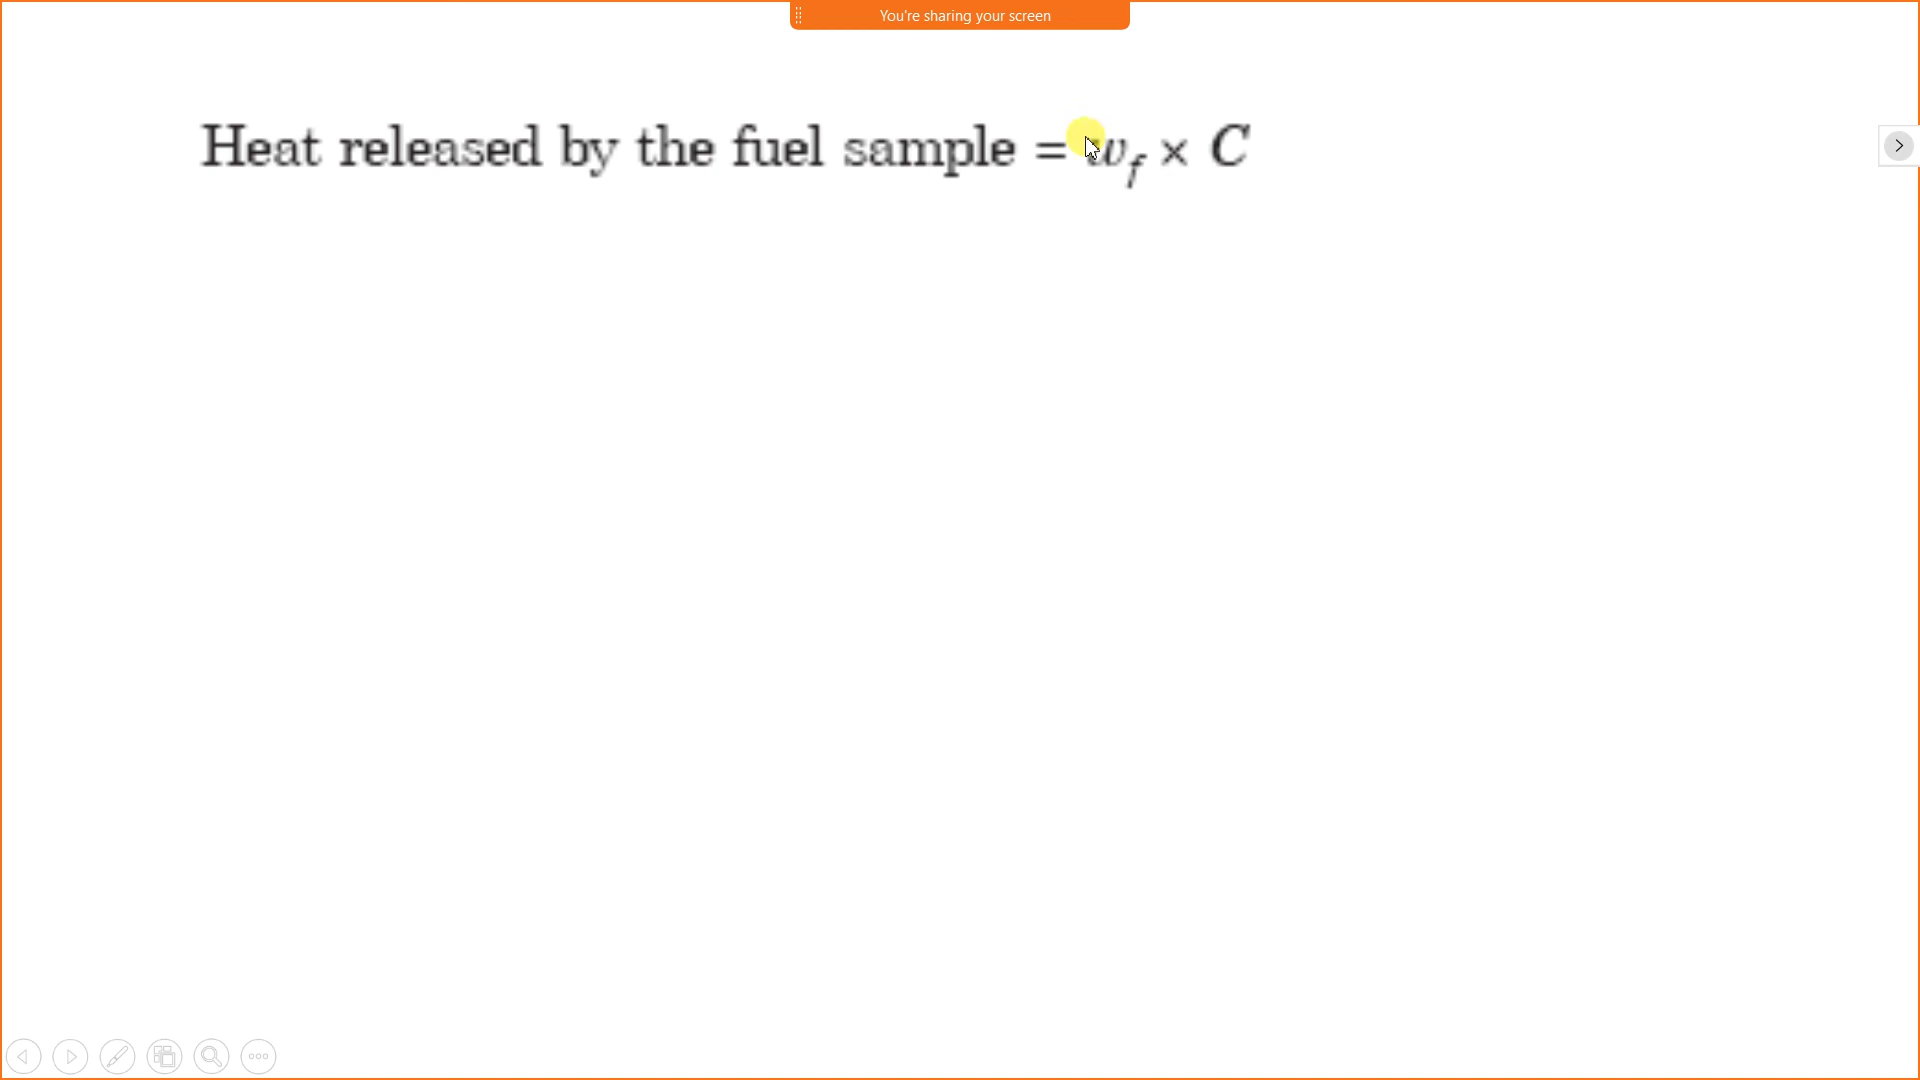 You're sharing your screen
Heat released by the fuel sample = w_f × C